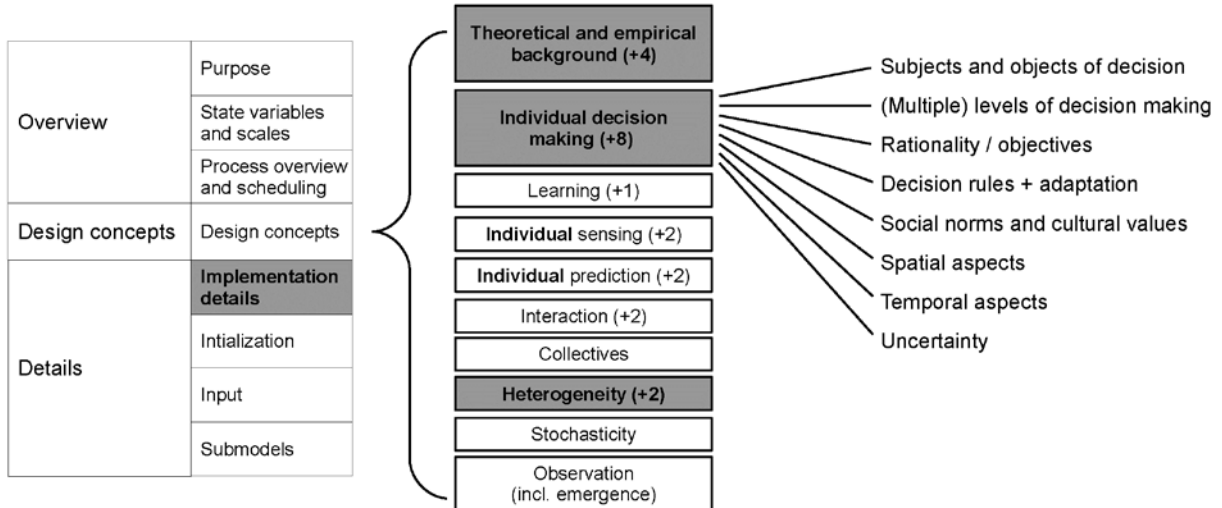 Overview
Purpose
State variables
and scales
Process overview
and scheduling
Design concepts
Design concepts
Details
Implementation
details
Intialization
Input
Submodels
Theoretical and empirical
background (+4)
Individual decision
making (+8)
Learning (+1)
Individual sensing (+2)
Individual prediction (+2)
Interaction (+2)
Collectives
Heterogeneity (+2)
Stochasticity
Observation
(incl. emergence)
Subjects and objects of decision
(Multiple) levels of decision making
Rationality / objectives
Decision rules + adaptation
Social norms and cultural values
Spatial aspects
Temporal aspects
Uncertainty